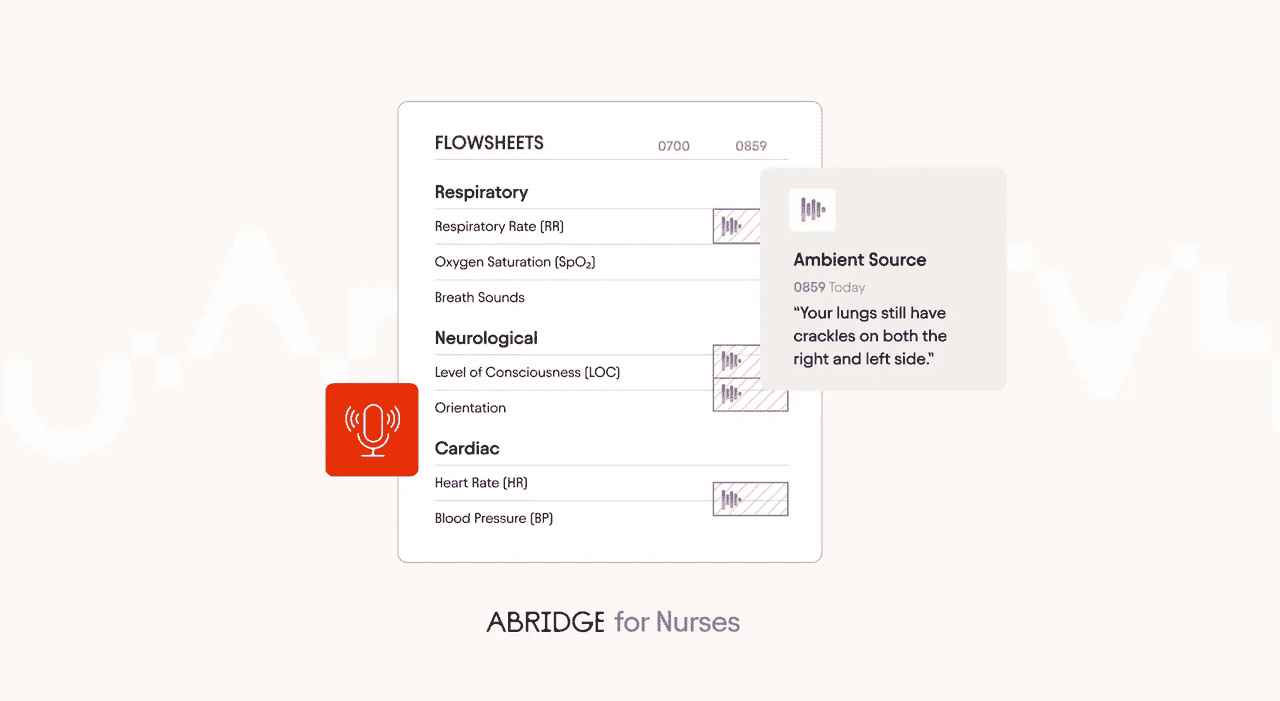 FLOWSHEETS 0700 0859
Respiratory
Respiratory Rate (RR)
Oxygen Saturation (SpO₂)
Breath Sounds
Neurological
Level of Consciousness (LOC)
Orientation
Cardiac
Heart Rate (HR)
Blood Pressure (BP)
Ambient Source
0859 Today
“Your lungs still have
crackles on both the
right and left side.”
ABRIDGE for Nurses